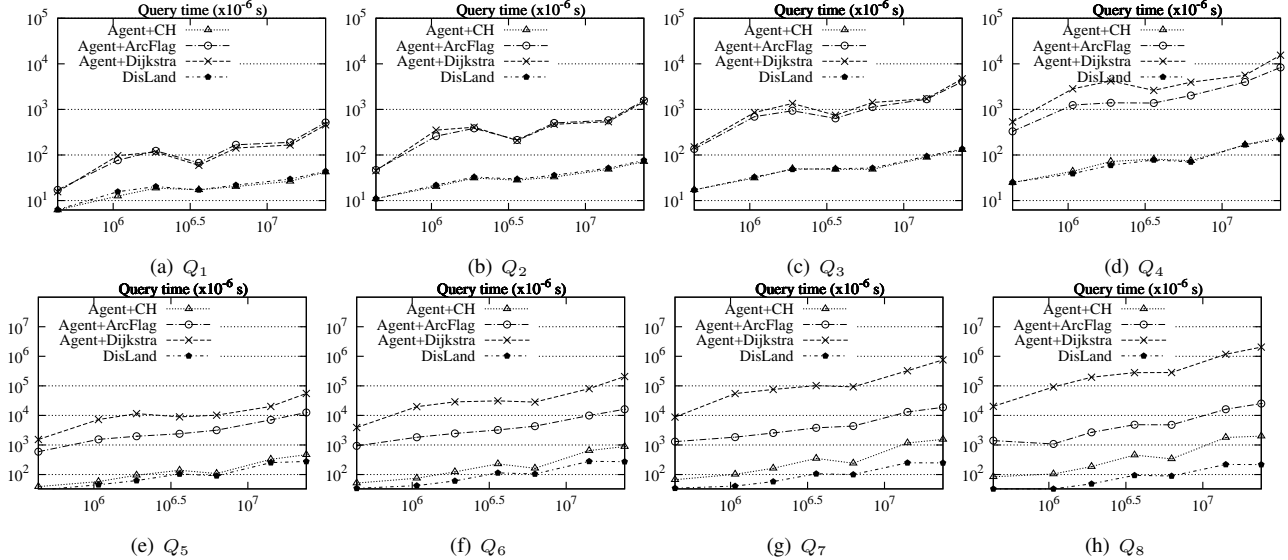 Query time (x10-6 s)
Agent+CH
Agent+ArcFlag
Agent+Dijkstra
DisLand
10^5
10^4
10^3
10^2
10^1
10^6
10^6.5
10^7
(a) Q1
Query time (x10-6 s)
Agent+CH
Agent+ArcFlag
Agent+Dijkstra
DisLand
10^5
10^4
10^3
10^2
10^1
10^6
10^6.5
10^7
(b) Q2
Query time (x10-6 s)
Agent+CH
Agent+ArcFlag
Agent+Dijkstra
DisLand
10^5
10^4
10^3
10^2
10^1
10^6
10^6.5
10^7
(c) Q3
Query time (x10-6 s)
Agent+CH
Agent+ArcFlag
Agent+Dijkstra
DisLand
10^5
10^4
10^3
10^2
10^1
10^6
10^6.5
10^7
(d) Q4
Query time (x10-6 s)
Agent+CH
Agent+ArcFlag
Agent+Dijkstra
DisLand
10^7
10^6
10^5
10^4
10^3
10^2
10^6
10^6.5
10^7
(e) Q5
Query time (x10-6 s)
Agent+CH
Agent+ArcFlag
Agent+Dijkstra
DisLand
10^7
10^6
10^5
10^4
10^3
10^2
10^6
10^6.5
10^7
(f) Q6
Query time (x10-6 s)
Agent+CH
Agent+ArcFlag
Agent+Dijkstra
DisLand
10^7
10^6
10^5
10^4
10^3
10^2
10^6
10^6.5
10^7
(g) Q7
Query time (x10-6 s)
Agent+CH
Agent+ArcFlag
Agent+Dijkstra
DisLand
10^7
10^6
10^5
10^4
10^3
10^2
10^6
10^6.5
10^7
(h) Q8